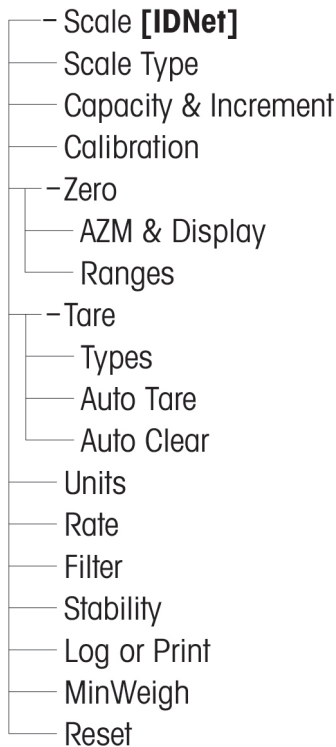 Scale [IDNet]
Scale Type
Capacity & Increment
Calibration
Zero
AZM & Display
Ranges
Tare
Types
Auto Tare
Auto Clear
Units
Rate
Filter
Stability
Log or Print
MinWeigh
Reset